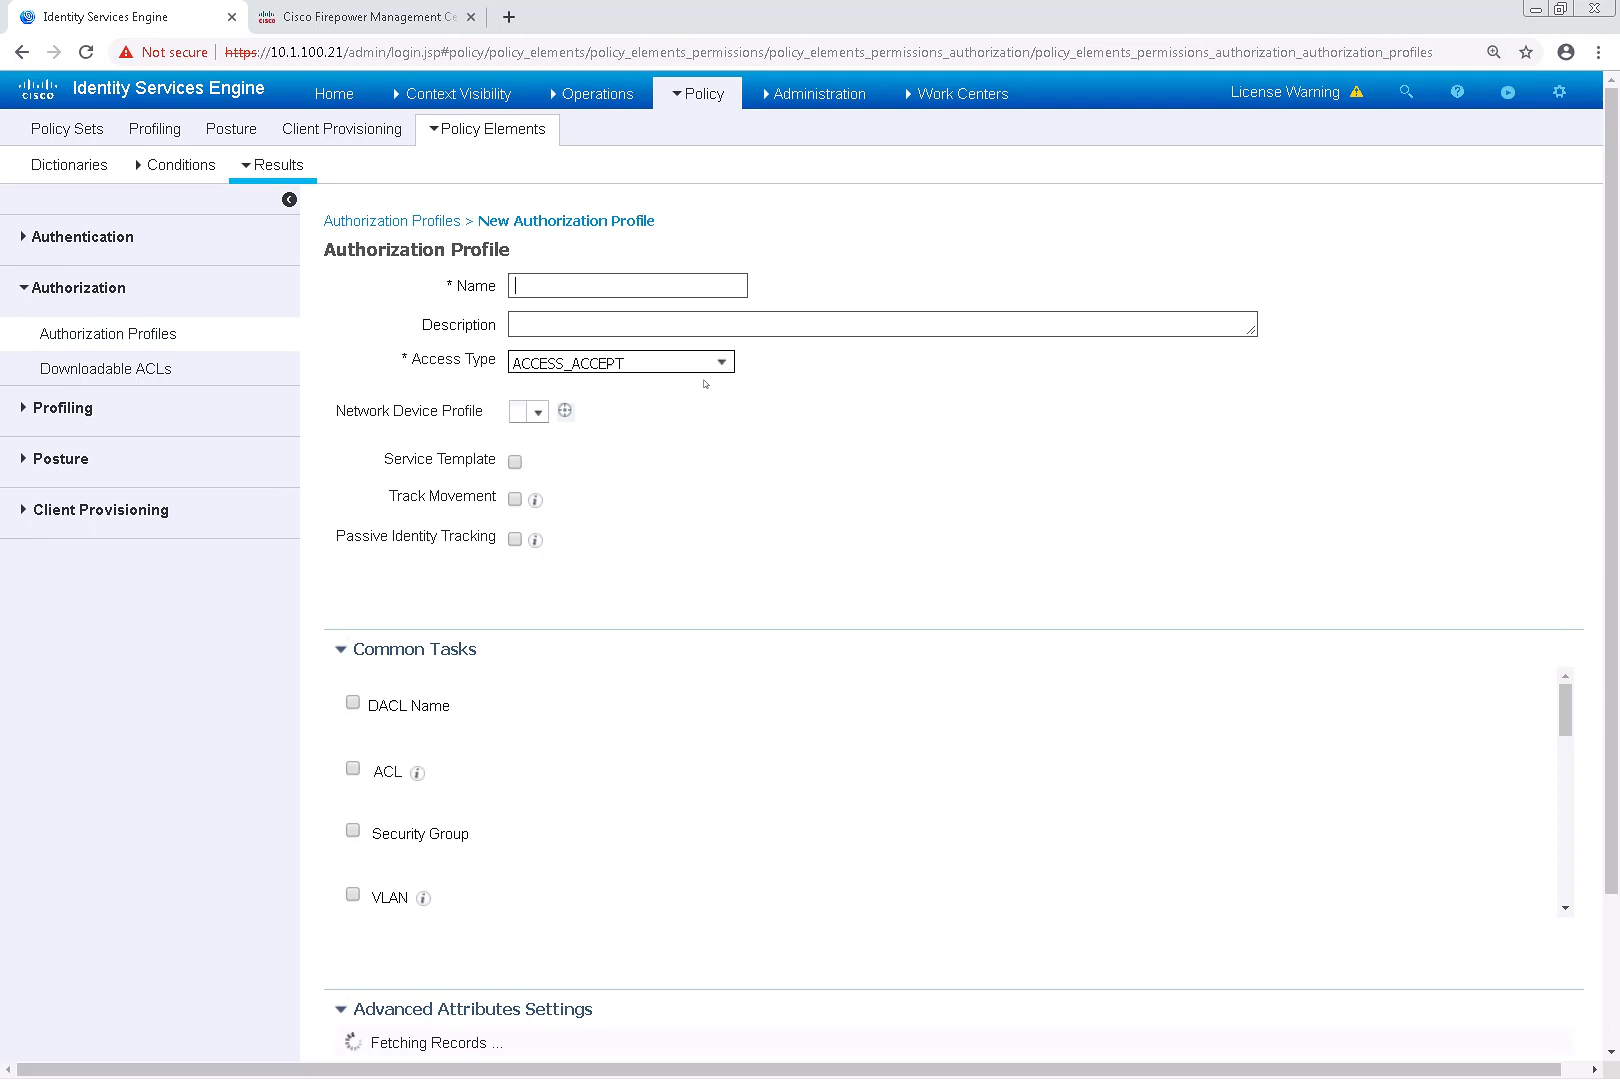 Identity Services Engine
Cisco Firepower Management Ce
Not secure
https://10.1.100.21/admin/login.jsp#policy/policy_elements/policy_elements_permissions/policy_elements_permissions_authorization/policy_elements_permissions_authorization_authorization_profiles
CISCO
Identity Services Engine
Home
Context Visibility
Operations
Policy
Administration
Work Centers
License Warning
Policy Sets
Profiling
Posture
Client Provisioning
Policy Elements
Dictionaries
Conditions
Results
Authentication
Authorization
Authorization Profiles
Downloadable ACLs
Profiling
Posture
Client Provisioning
Authorization Profiles > New Authorization Profile
Authorization Profile
* Name
Description
* Access Type
ACCESS_ACCEPT
Network Device Profile
Service Template
Track Movement
Passive Identity Tracking
Common Tasks
DACL Name
ACL
Security Group
VLAN
Advanced Attributes Settings
Fetching Records ...